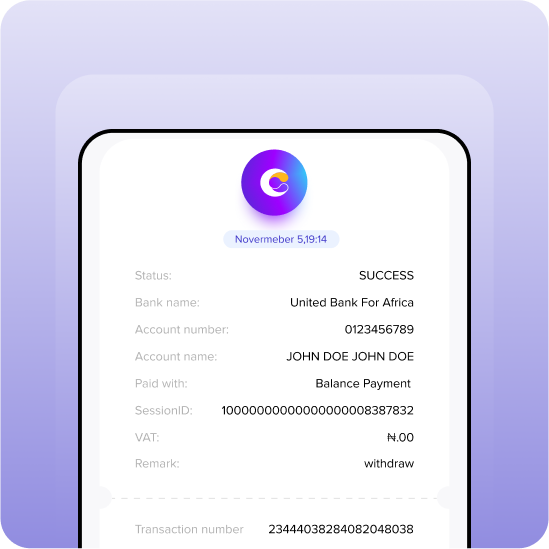 Novermeber 5,19:14
Status: SUCCESS
Bank name: United Bank For Africa
Account number: 0123456789
Account name: JOHN DOE JOHN DOE
Paid with: Balance Payment
SessionID: 10000000000000000008387832
VAT: ₦.00
Remark: withdraw
Transaction number 23444038284082048038